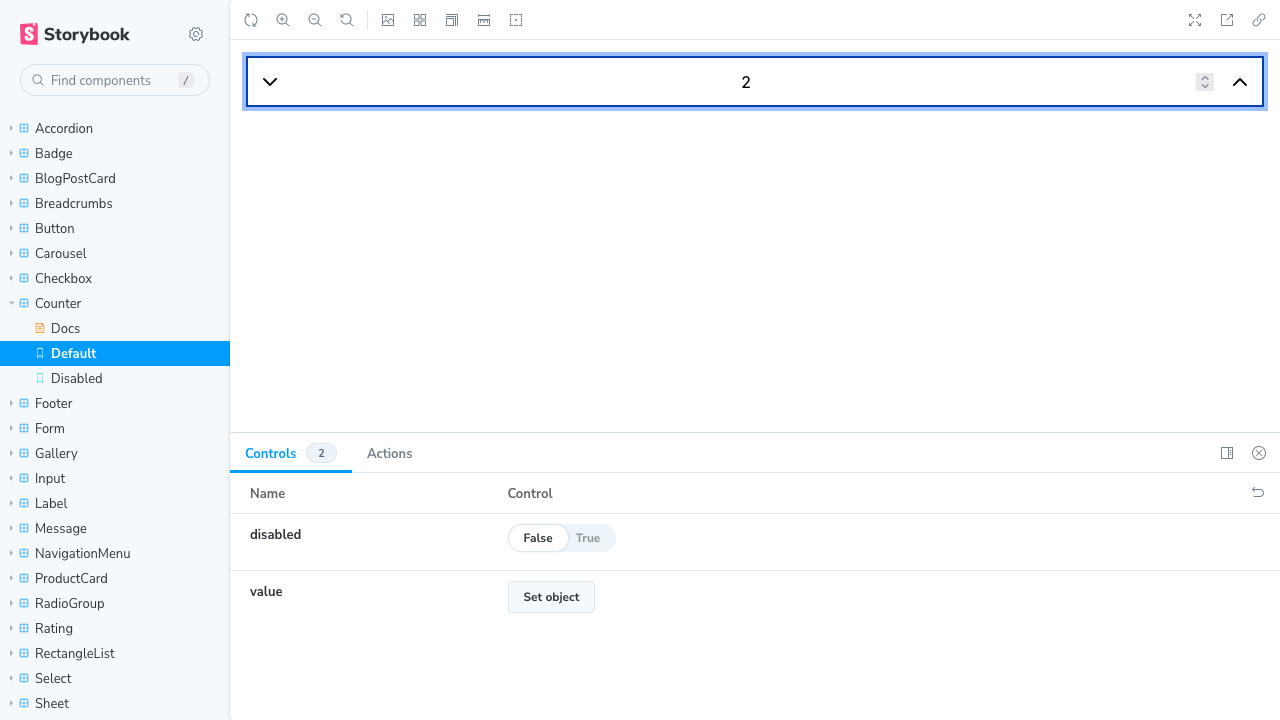 Storybook
Find components /
Accordion
Badge
BlogPostCard
Breadcrumbs
Button
Carousel
Checkbox
Counter
Docs
Default
Disabled
Footer
Form
Gallery
Input
Label
Message
NavigationMenu
ProductCard
RadioGroup
Rating
RectangleList
Select
Sheet
2
Controls 2 Actions
Name Control
disabled False True
value Set object